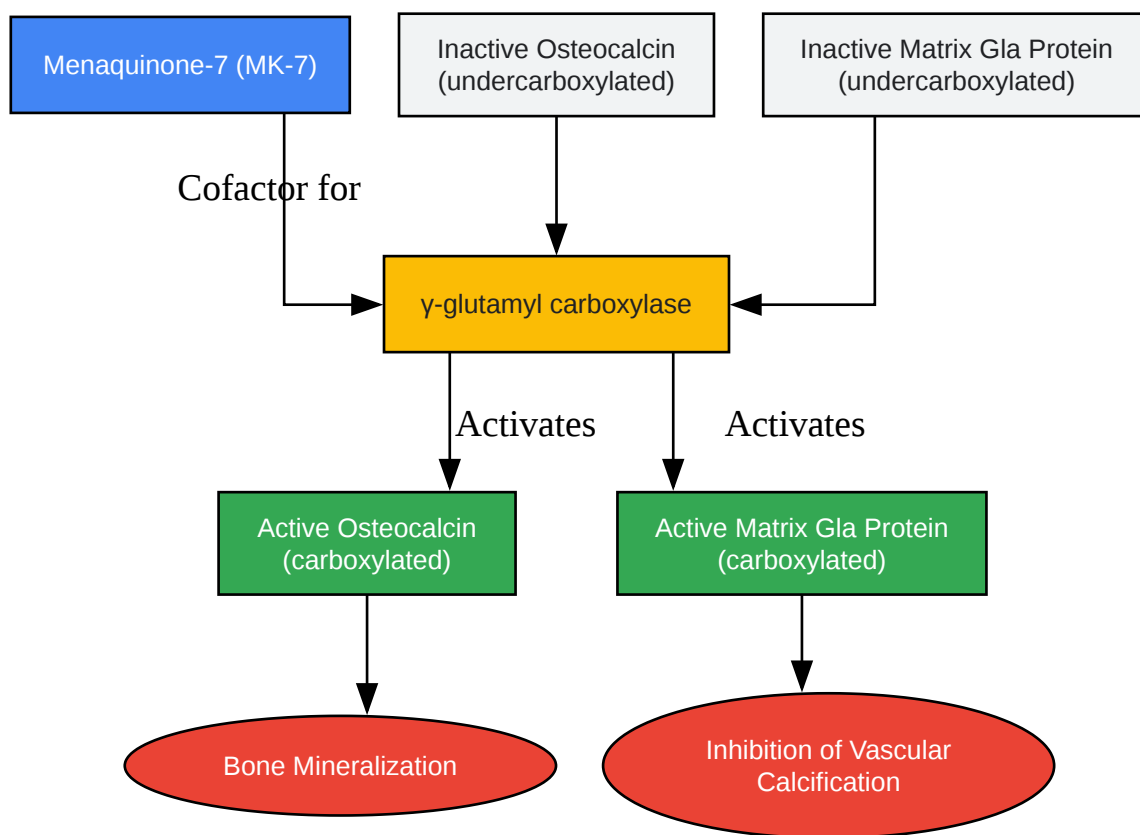 Menaquinone-7 (MK-7)
Inactive Osteocalcin
(undercarboxylated)
Inactive Matrix Gla Protein
(undercarboxylated)
Cofactor for
γ-glutamyl carboxylase
Activates
Activates
Active Osteocalcin
(carboxylated)
Active Matrix Gla Protein
(carboxylated)
Bone Mineralization
Inhibition of Vascular
Calcification